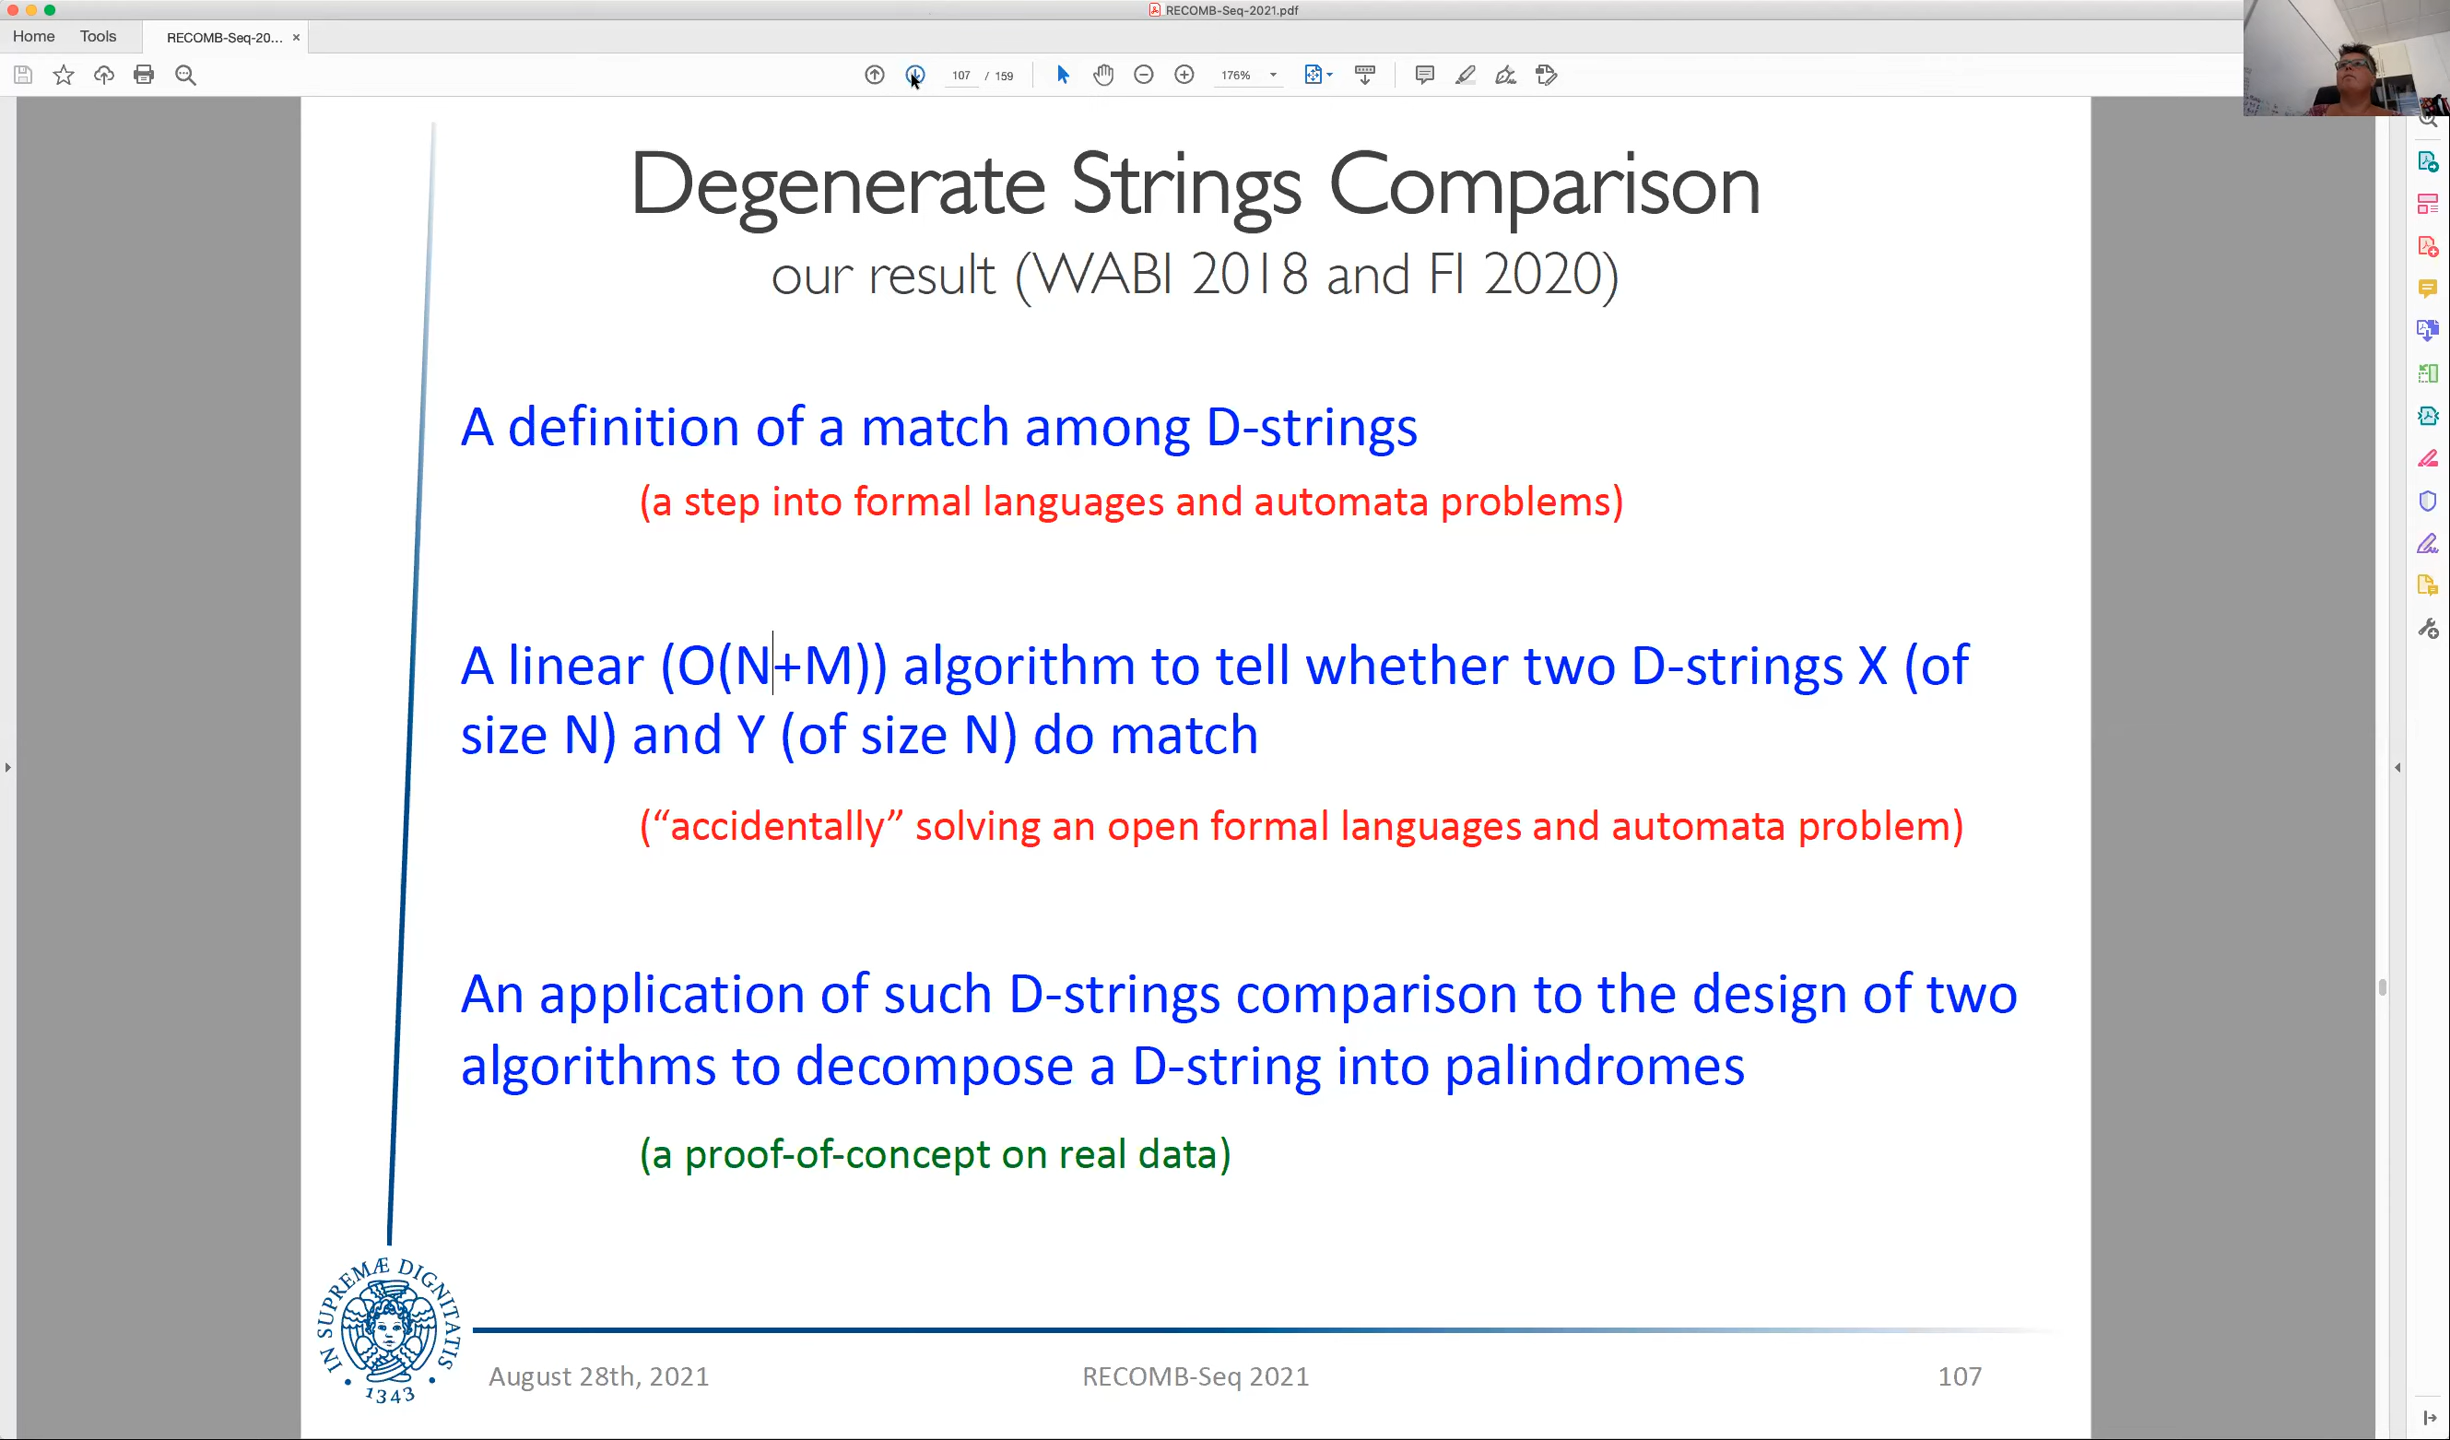 RECOMB-Seq-2021.pdf
Home
Tools
RECOMB-Seq-20... ×
107 / 159
176%
Degenerate Strings Comparison
our result (WABI 2018 and FI 2020)
A definition of a match among D-strings
(a step into formal languages and automata problems)
A linear (O(N+M)) algorithm to tell whether two D-strings X (of
size N) and Y (of size N) do match
(“accidentally” solving an open formal languages and automata problem)
An application of such D-strings comparison to the design of two
algorithms to decompose a D-string into palindromes
(a proof-of-concept on real data)
IN SUPREMÆ DIGNITATIS
· 1343 ·
August 28th, 2021
RECOMB-Seq 2021
107